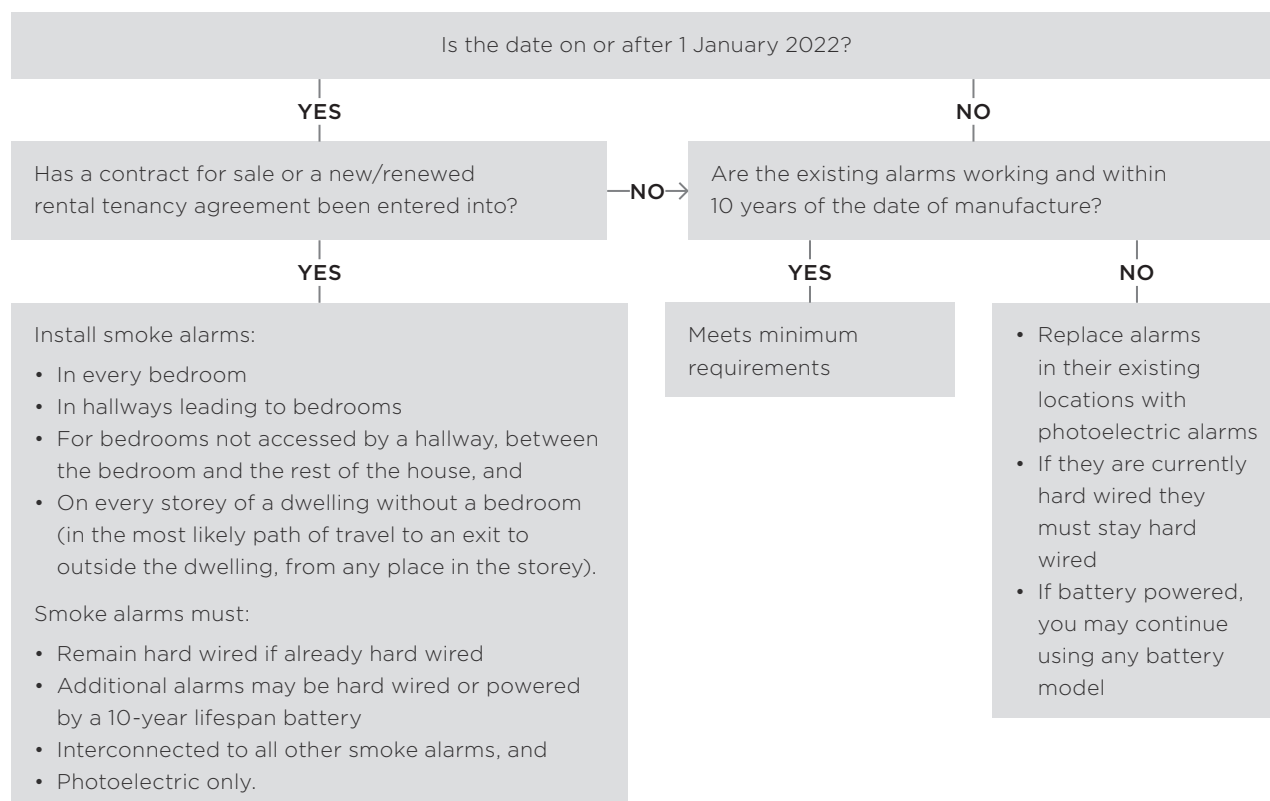 Is the date on or after 1 January 2022?
YES
NO
Has a contract for sale or a new/renewed
rental tenancy agreement been entered into?
NO
Are the existing alarms working and within
10 years of the date of manufacture?
YES
YES
NO
Install smoke alarms:
• In every bedroom
• In hallways leading to bedrooms
• For bedrooms not accessed by a hallway, between
the bedroom and the rest of the house, and
• On every storey of a dwelling without a bedroom
(in the most likely path of travel to an exit to
outside the dwelling, from any place in the storey).
Smoke alarms must:
• Remain hard wired if already hard wired
• Additional alarms may be hard wired or powered
by a 10-year lifespan battery
• Interconnected to all other smoke alarms, and
• Photoelectric only.
Meets minimum
requirements
• Replace alarms
in their existing
locations with
photoelectric alarms
• If they are currently
hard wired they
must stay hard
wired
• If battery powered,
you may continue
using any battery
model